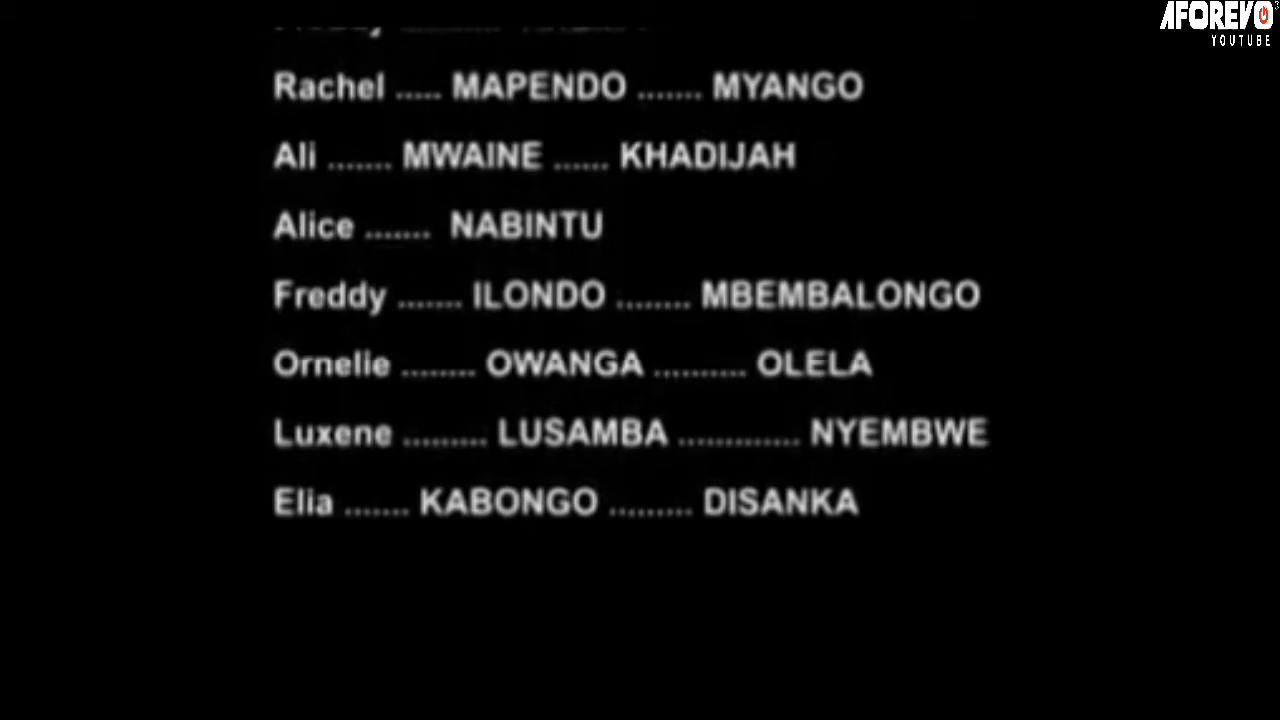 AFOREVO
YOUTUBE
Rachel ..... MAPENDO ....... MYANGO
Ali ....... MWAINE ...... KHADIJAH
Alice ....... NABINTU
Freddy ....... ILONDO ........ MBEMBALONGO
Ornelie ........ OWANGA .......... OLELA
Luxene ......... LUSAMBA ............. NYEMBWE
Elia ....... KABONGO ......... DISANKA